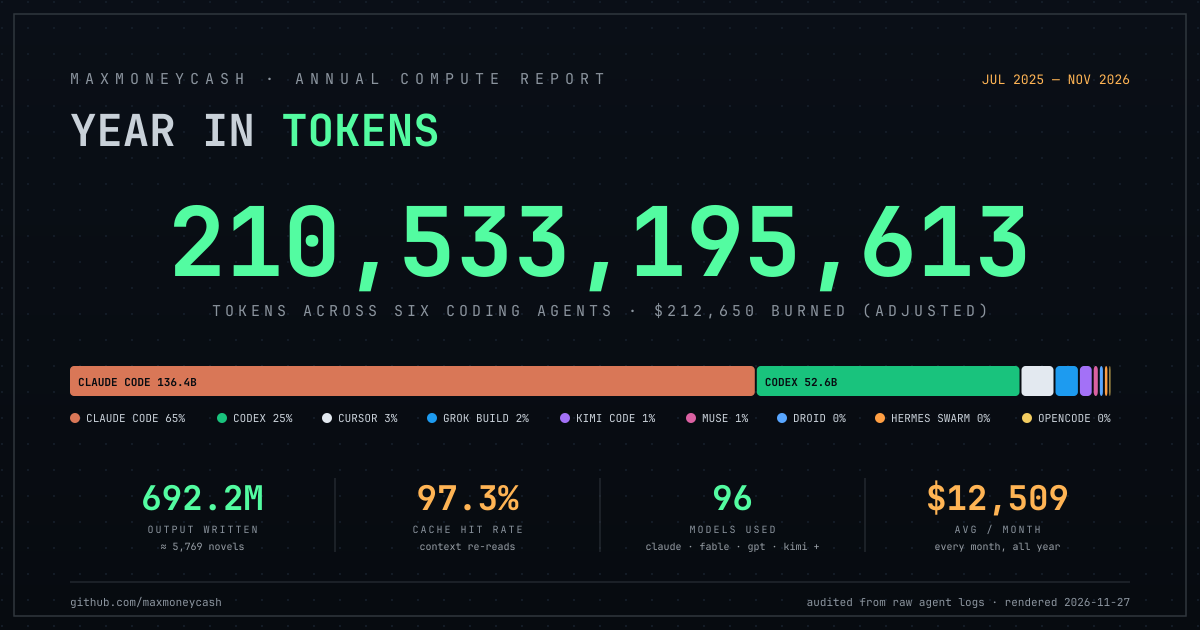 MAXMONEYCASH · ANNUAL COMPUTE REPORT
JUL 2025 — NOV 2026
YEAR IN TOKENS
210,533,195,613
TOKENS ACROSS SIX CODING AGENTS · $212,650 BURNED (ADJUSTED)
CLAUDE CODE 136.4B
CODEX 52.6B
CLAUDE CODE 65%
CODEX 25%
CURSOR 3%
GROK BUILD 2%
KIMI CODE 1%
MUSE 1%
DROID 0%
HERMES SWARM 0%
OPENCODE 0%
692.2M
OUTPUT WRITTEN
≈ 5,769 novels
97.3%
CACHE HIT RATE
context re-reads
96
MODELS USED
claude · fable · gpt · kimi +
$12,509
AVG / MONTH
every month, all year
github.com/maxmoneycash
audited from raw agent logs · rendered 2026-11-27